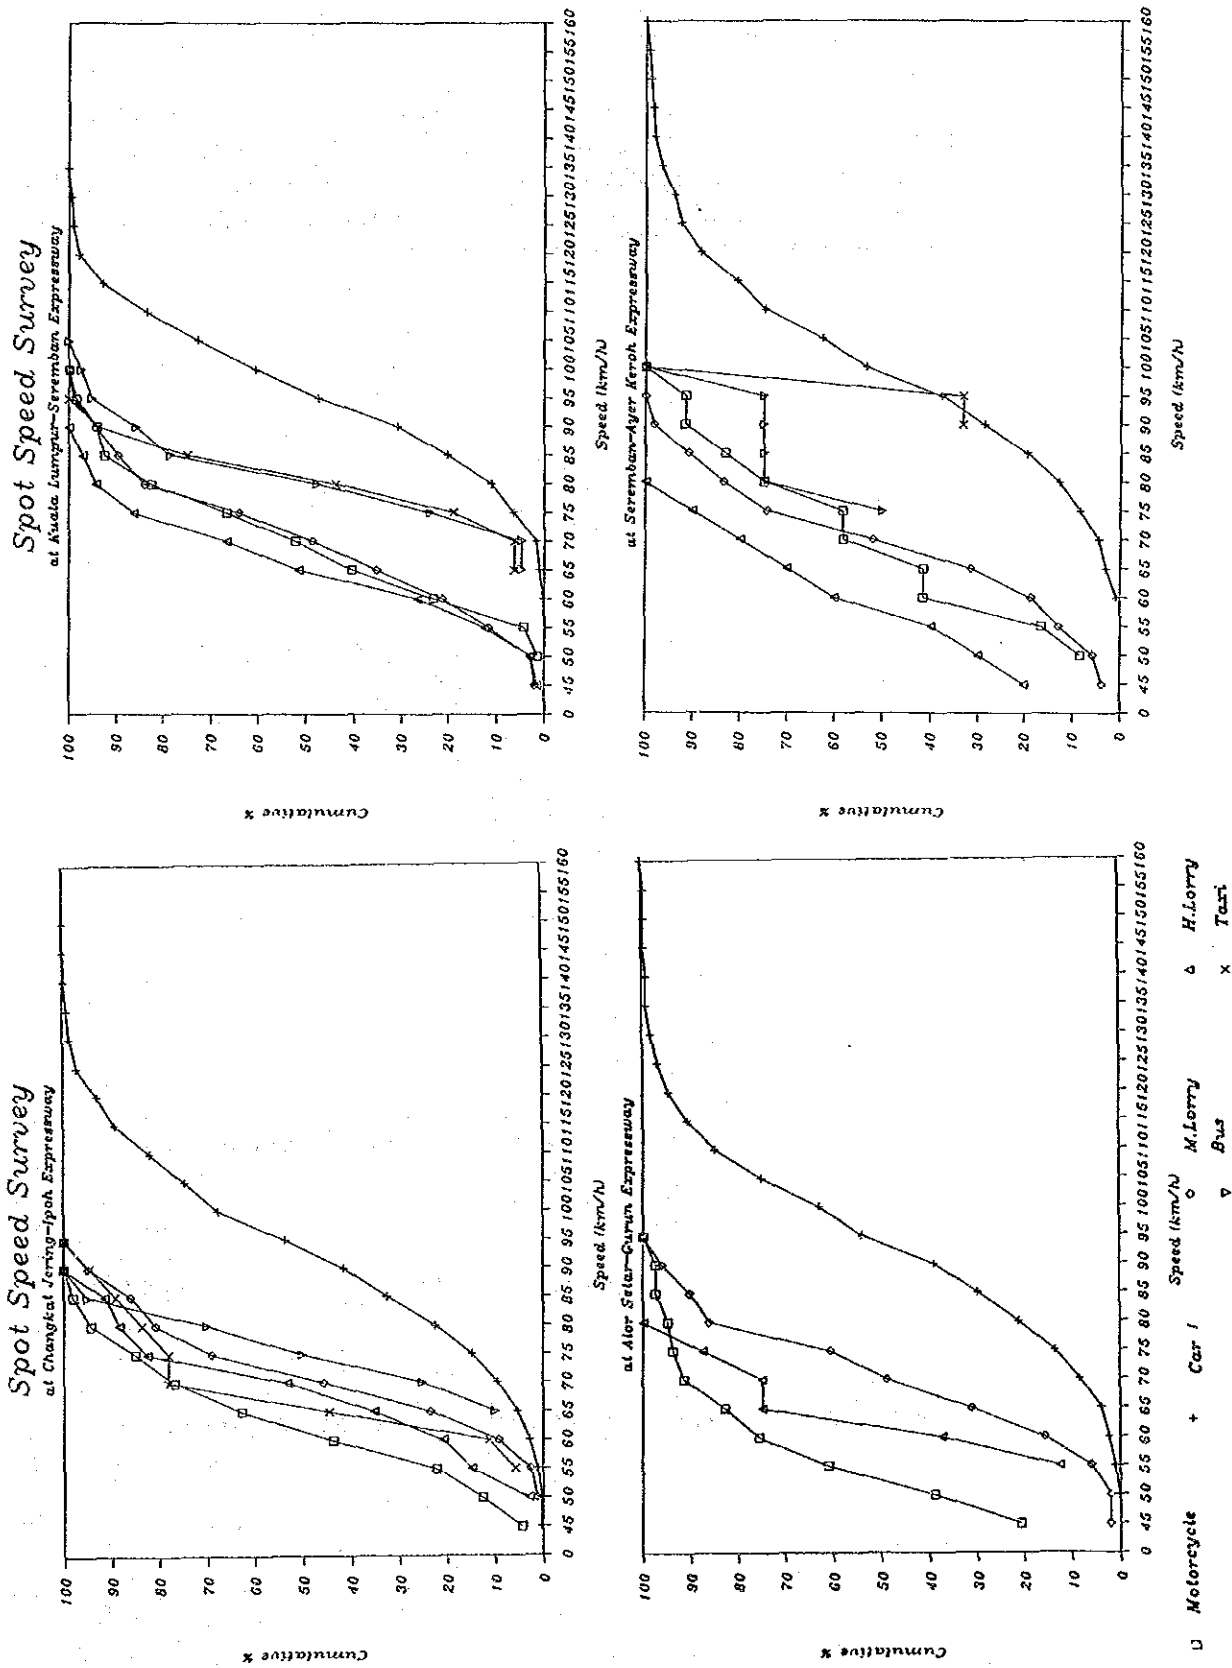 Spot Speed Survey
at Changkat Jering-Ipoh Expressway
Cumulative %
100
90
80
70
60
50
40
30
20
10
0
0 45 50 55 60 65 70 75 80 85 90 95 100 105 110 115 120 125 130 135 140 145 150 155 160
Speed (km/h)
Spot Speed Survey
at Kuala Lumpur-Seremban Expressway
Cumulative %
100
90
80
70
60
50
40
30
20
10
0
0 45 50 55 60 65 70 75 80 85 90 95 100 105 110 115 120 125 130 135 140 145 150 155 160
Speed (km/h)
at Alor Setar-Gurun Expressway
Cumulative %
100
90
80
70
60
50
40
30
20
10
0
0 45 50 55 60 65 70 75 80 85 90 95 100 105 110 115 120 125 130 135 140 145 150 155 160
Speed (km/h)
at Seremban-Ayer Keroh Expressway
Cumulative %
100
90
80
70
60
50
40
30
20
10
0
0 45 50 55 60 65 70 75 80 85 90 95 100 105 110 115 120 125 130 135 140 145 150 155 160
Speed (km/h)
Motorcycle + Car 1 M.Lorry H.Lorry
Bus × Taxi